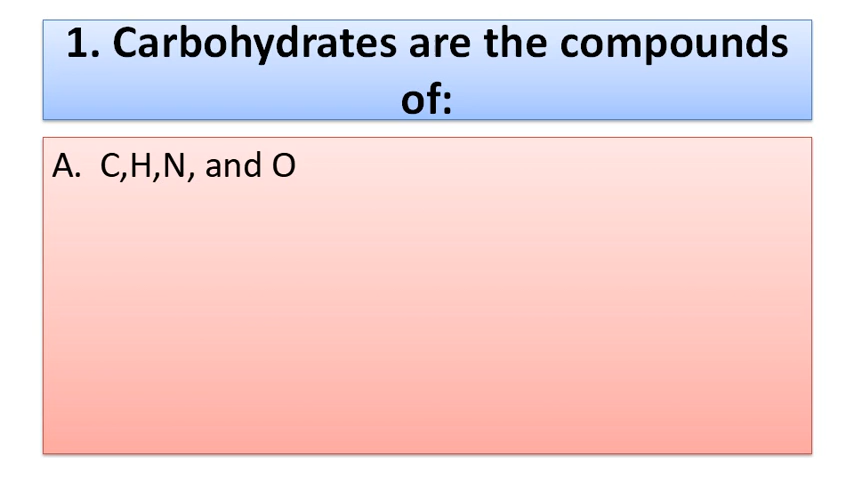 1. Carbohydrates are the compounds
of:
A. C,H,N, and O